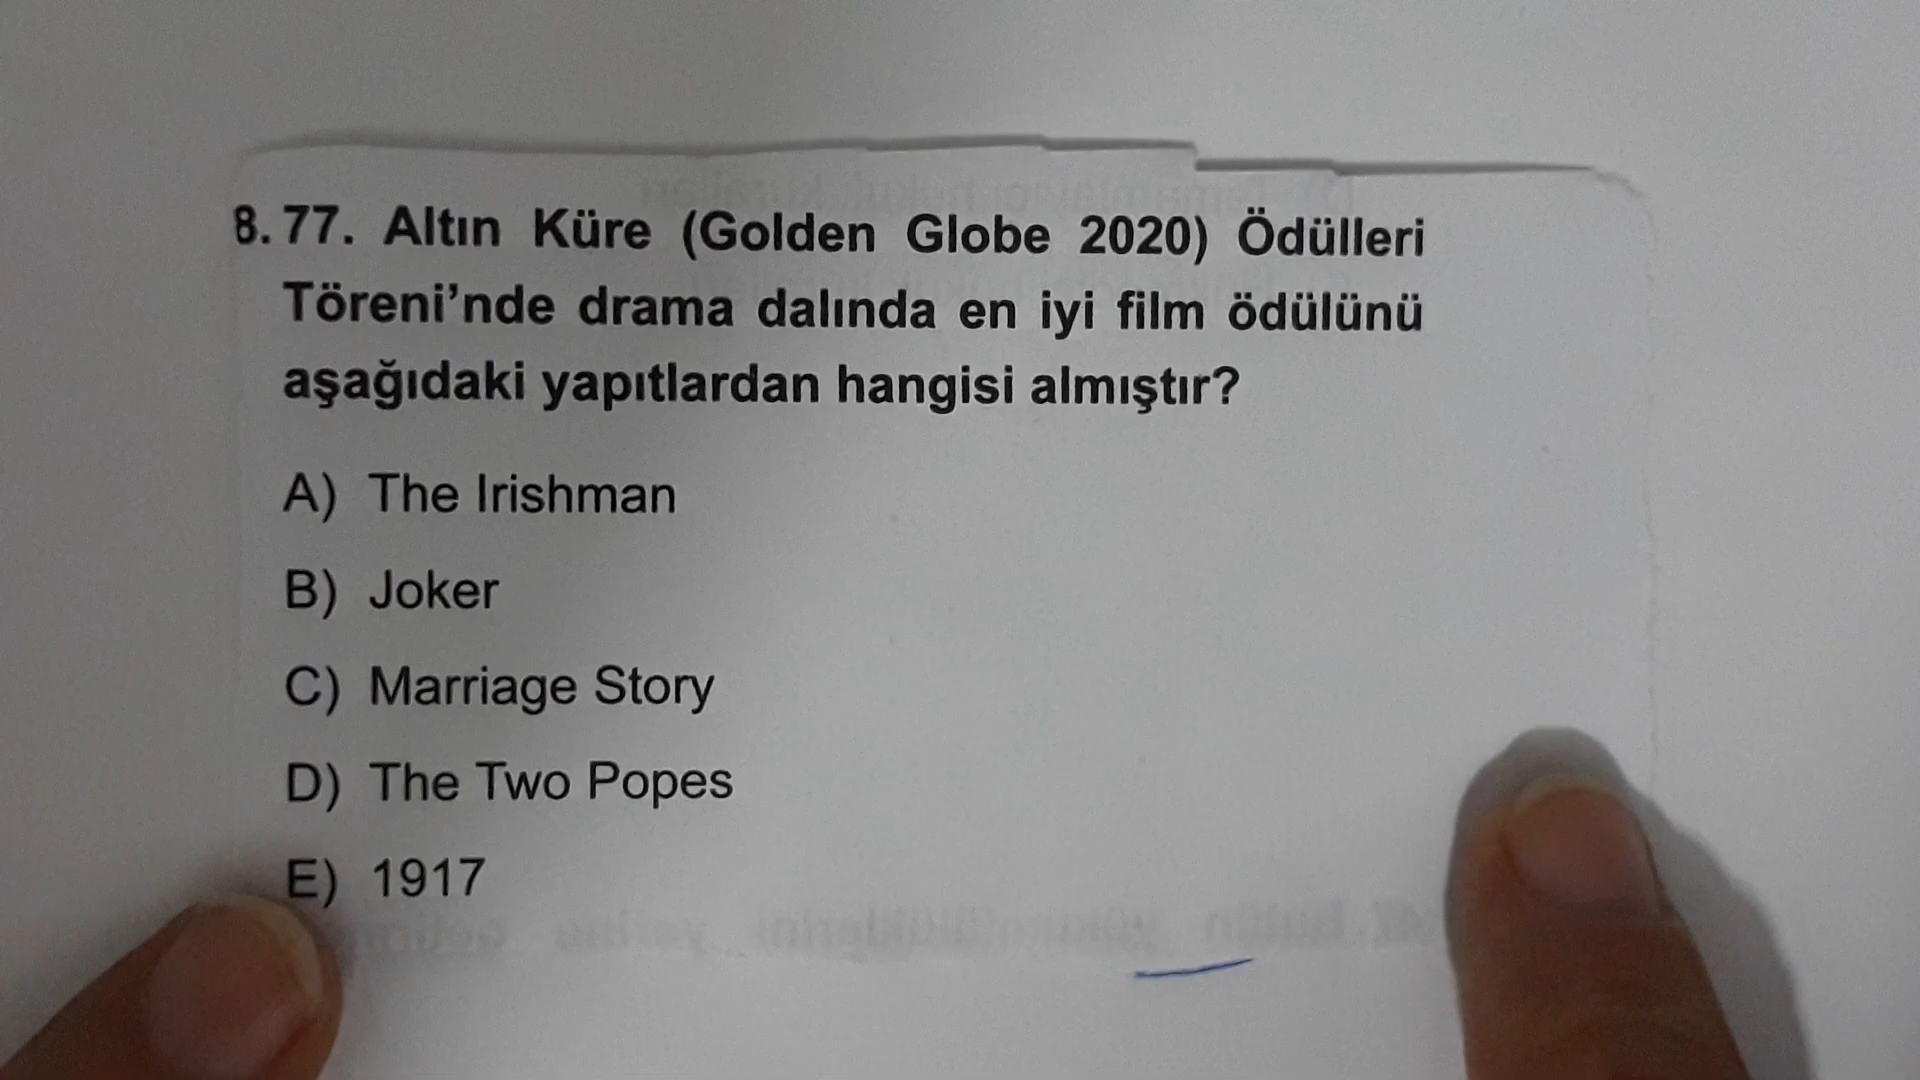 8.77. Altın Küre (Golden Globe 2020) Ödülleri
Töreni’nde drama dalında en iyi film ödülünü
aşağıdaki yapıtlardan hangisi almıştır?
A) The Irishman
B) Joker
C) Marriage Story
D) The Two Popes
E) 1917